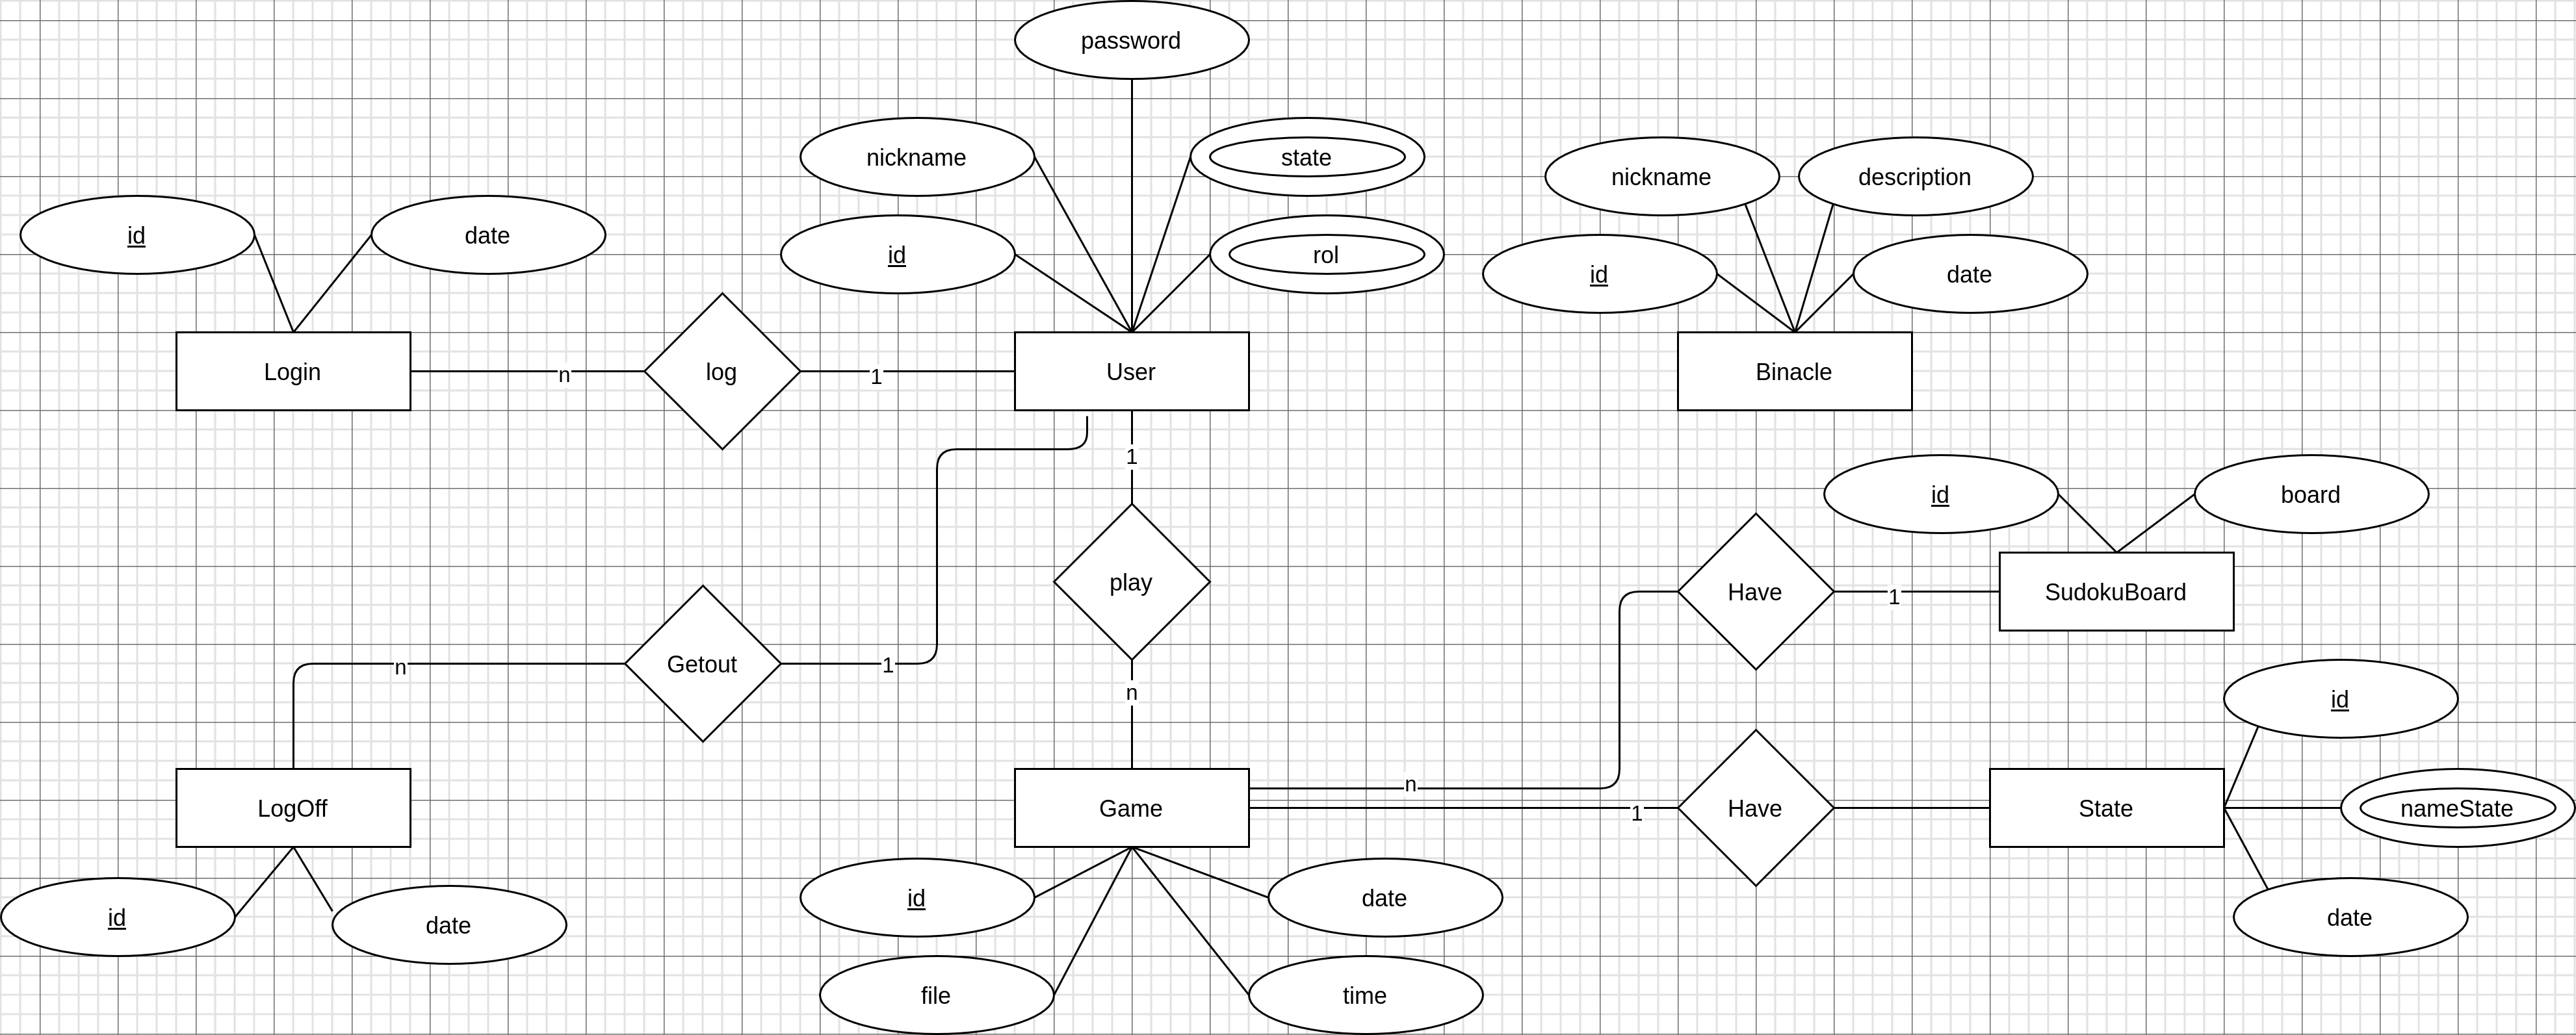 password
nickname
state
nickname
description
id
date
id
rol
id
date
Login
n
log
1
User
Binacle
1
id
board
play
Have
1
SudokuBoard
n
Getout
1
n
id
n
LogOff
Game
1
Have
State
nameState
id
date
id
date
date
file
time